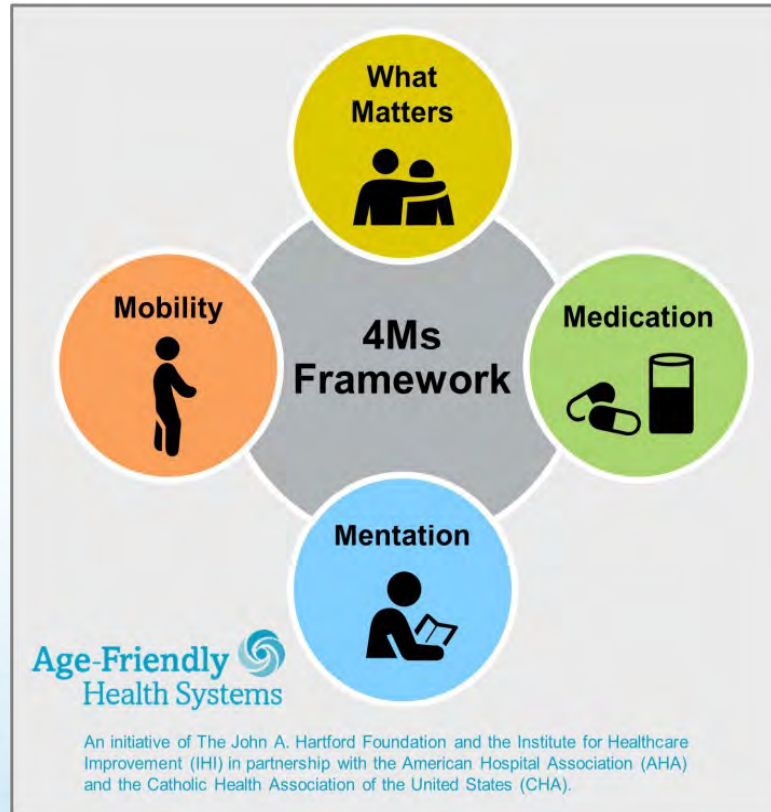 What
Matters
Mobility
4Ms
Framework
Medication
Mentation
Age-Friendly
Health Systems
An initiative of The John A. Hartford Foundation and the Institute for Healthcare
Improvement (IHI) in partnership with the American Hospital Association (AHA)
and the Catholic Health Association of the United States (CHA).